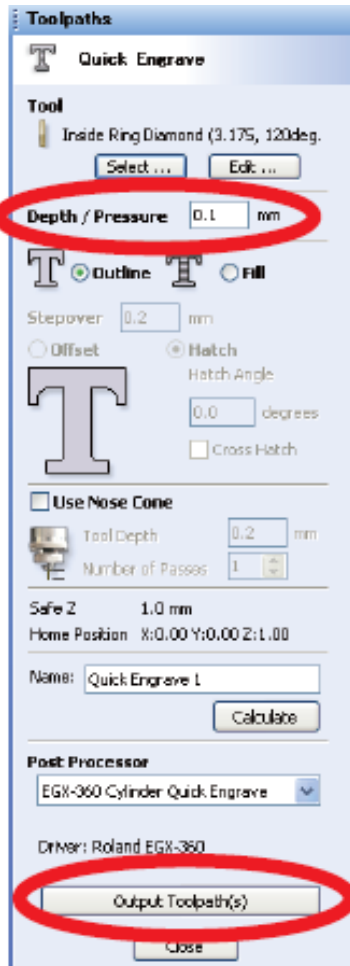 Toolpaths
Quick Engrave
Tool
Inside Ring Diamond (3.175, 120deg.
Select ...
Edit ...
Depth / Pressure 0.1 mm
Outline
Fill
Stepover 0.2 mm
Offset
Hatch
Hatch Angle
0.0 degrees
Cross Hatch
Use Nose Cone
Tool Depth 0.2 mm
Number of Passes 1
Safe Z 1.0 mm
Home Position X:0.00 Y:0.00 Z:1.00
Name: Quick Engrave 1
Calculate
Post Processor
EGX-360 Cylinder Quick Engrave
Driver: Roland EGX-360
Output Toolpath(s)
Close